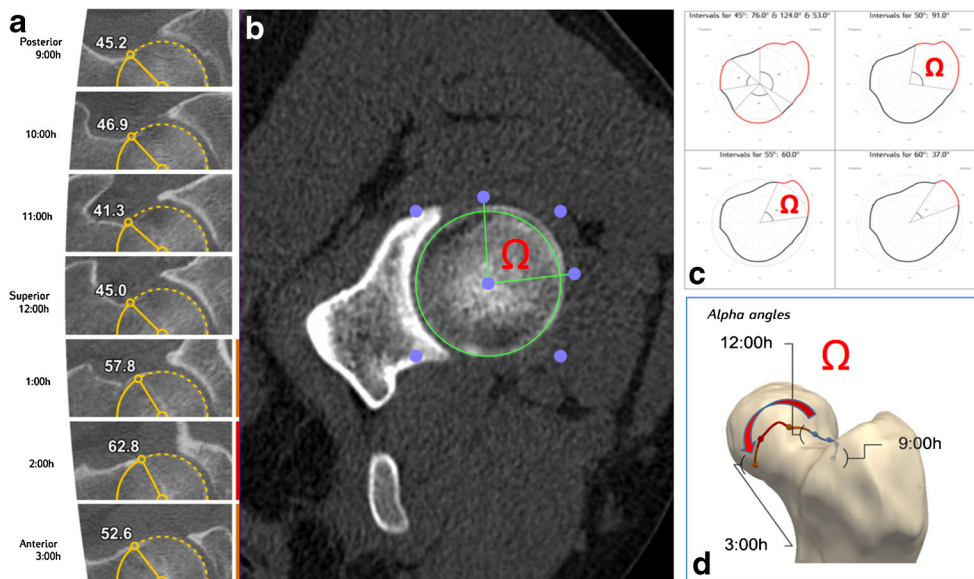 a
Posterior
9:00h
45.2
10:00h
46.9
11:00h
41.3
Superior
12:00h
45.0
1:00h
57.8
2:00h
62.8
Anterior
3:00h
52.6
b
Ω
Intervals for 45°: 76.0° & 124.0° & 53.0°
Intervals for 50°: 91.0°
Ω
Intervals for 55°: 60.0°
Intervals for 60°: 37.0°
Ω
c
Alpha angles
12:00h
Ω
9:00h
3:00h
d